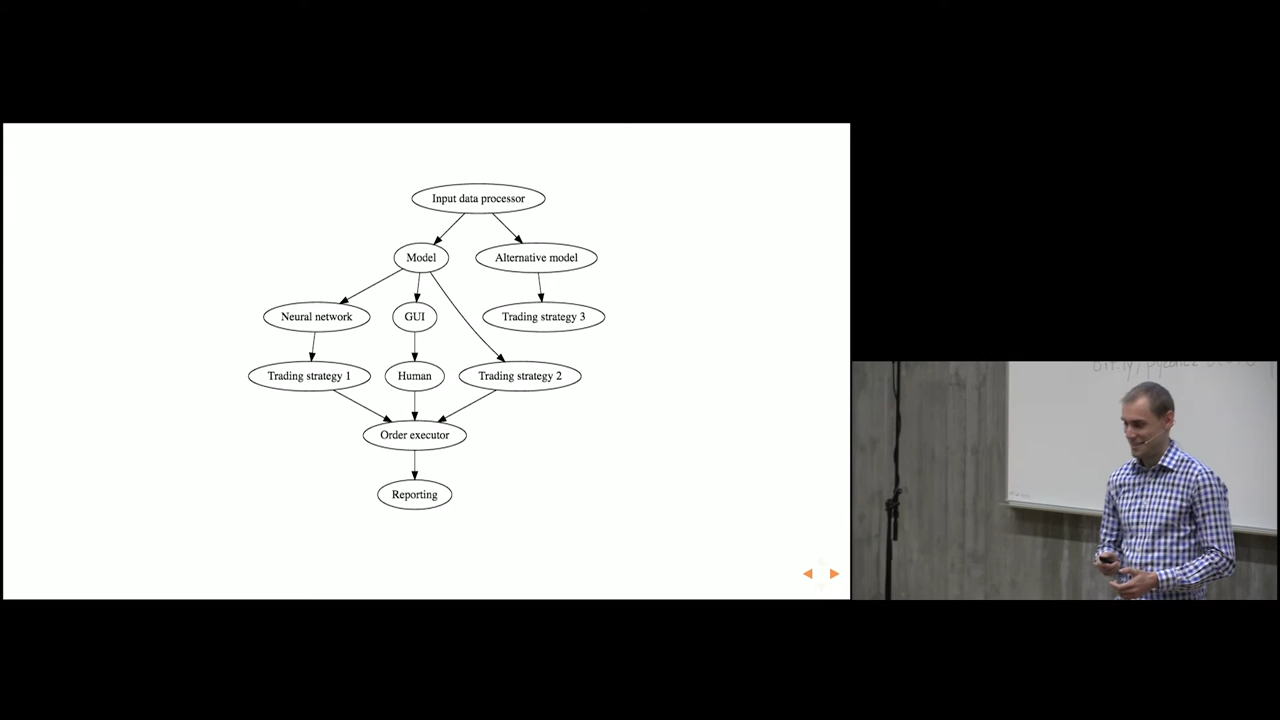 Input data processor
Model
Alternative model
Neural network
GUI
Trading strategy 3
Trading strategy 1
Human
Trading strategy 2
Order executor
Reporting